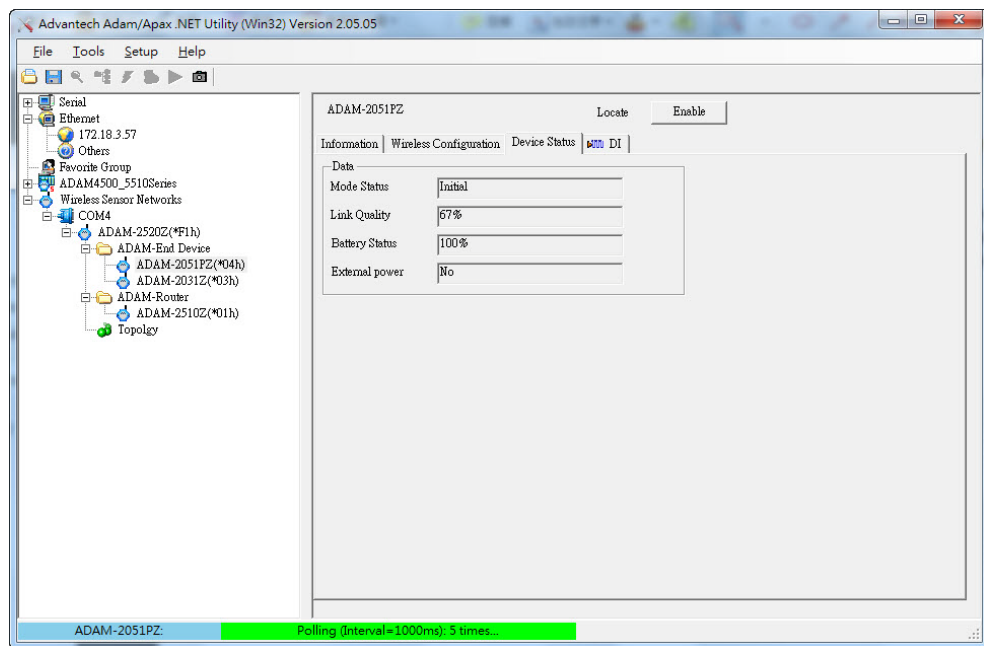 Advantech Adam/Apax .NET Utility (Win32) Version 2.05.05
File Tools Setup Help
Serial
Ethernet
172.18.3.57
Others
Favorite Group
ADAM4500_5510Series
Wireless Sensor Networks
COM4
ADAM-2520Z(*F1h)
ADAM-End Device
ADAM-2051PZ(*04h)
ADAM-2031Z(*03h)
ADAM-Router
ADAM-2510Z(*01h)
Topolgy
ADAM-2051PZ Locate Enable
Information Wireless Configuration Device Status DI
Data
Mode Status Initial
Link Quality 67%
Battery Status 100%
External power No
ADAM-2051PZ: Polling (Interval=1000ms): 5 times...